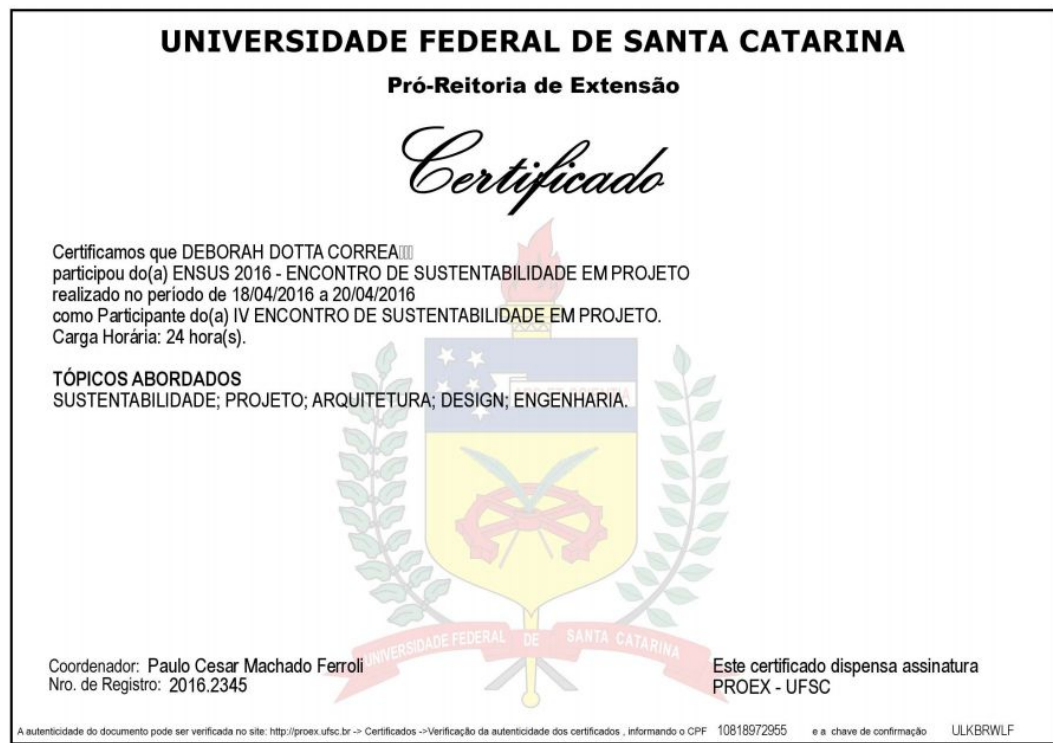 UNIVERSIDADE FEDERAL DE SANTA CATARINA
Pró-Reitoria de Extensão
Certificado
Certificamos que DEBORAH DOTTA CORREA
participou do(a) ENSUS 2016 - ENCONTRO DE SUSTENTABILIDADE EM PROJETO
realizado no período de 18/04/2016 a 20/04/2016
como Participante do(a) IV ENCONTRO DE SUSTENTABILIDADE EM PROJETO.
Carga Horária: 24 hora(s).
TÓPICOS ABORDADOS
SUSTENTABILIDADE; PROJETO; ARQUITETURA; DESIGN; ENGENHARIA.
UNIVERSIDADE FEDERAL DE SANTA CATARINA
Coordenador: Paulo Cesar Machado Ferroli
Nro. de Registro: 2016.2345
Este certificado dispensa assinatura
PROEX - UFSC
A autenticidade do documento pode ser verificada no site: http://proex.ufsc.br -> Certificados ->Verificação da autenticidade dos certificados , informando o CPF 10818972955 e a chave de confirmação ULKBRWLF